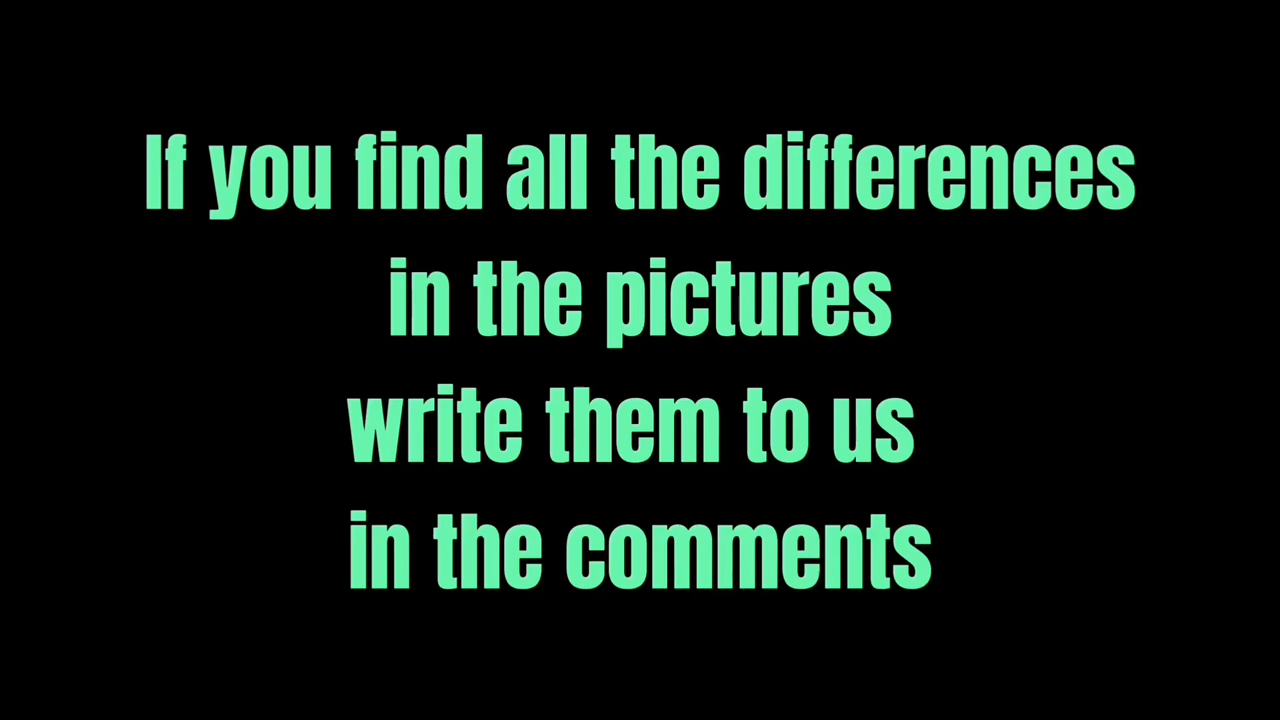 If you find all the differences
in the pictures
write them to us
in the comments